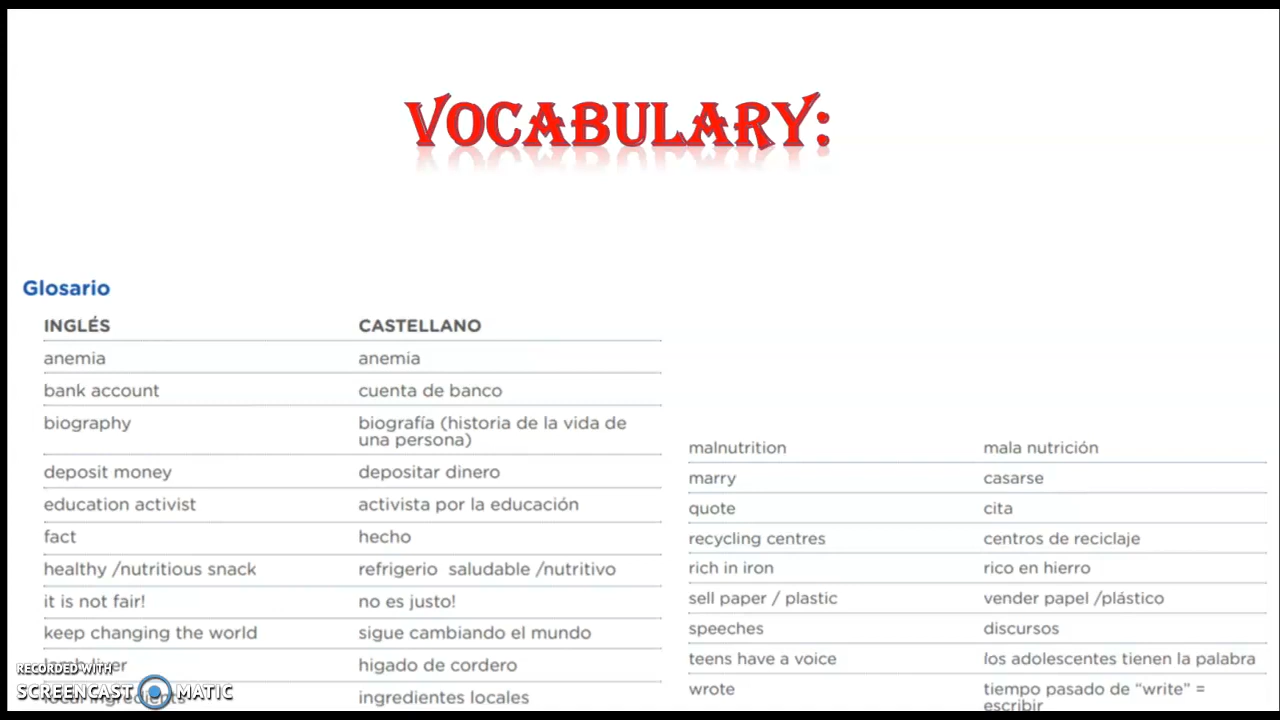 VOCABULARY:
Glosario
INGLÉS CASTELLANO
anemia anemia
bank account cuenta de banco
biography biografía (historia de la vida de
una persona)
deposit money depositar dinero
education activist activista por la educación
fact hecho
healthy /nutritious snack refrigerio saludable /nutritivo
it is not fair! no es justo!
keep changing the world sigue cambiando el mundo
lamb liver higado de cordero
local ingredients ingredientes locales
malnutrition mala nutrición
marry casarse
quote cita
recycling centres centros de reciclaje
rich in iron rico en hierro
sell paper / plastic vender papel /plástico
speeches discursos
teens have a voice los adolescentes tienen la palabra
wrote tiempo pasado de “write” =
escribir
RECORDED WITH
SCREENCAST MATIC